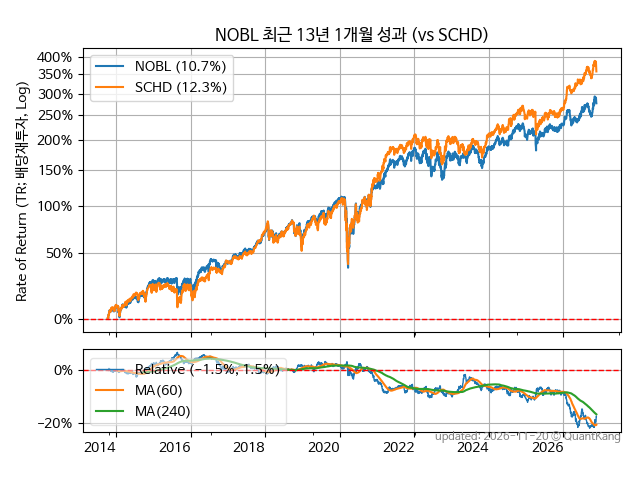 NOBL 최근 13년 1개월 성과 (vs SCHD)
Rate of Return (TR; 배당재투자, Log)
400%
350%
300%
250%
200%
150%
100%
50%
0%
NOBL (10.7%)
SCHD (12.3%)
0%
−20%
Relative (−1.5%, 1.5%)
MA(60)
MA(240)
2014 2016 2018 2020 2022 2024 2026
updated: 2026-11-20 © QuantKang